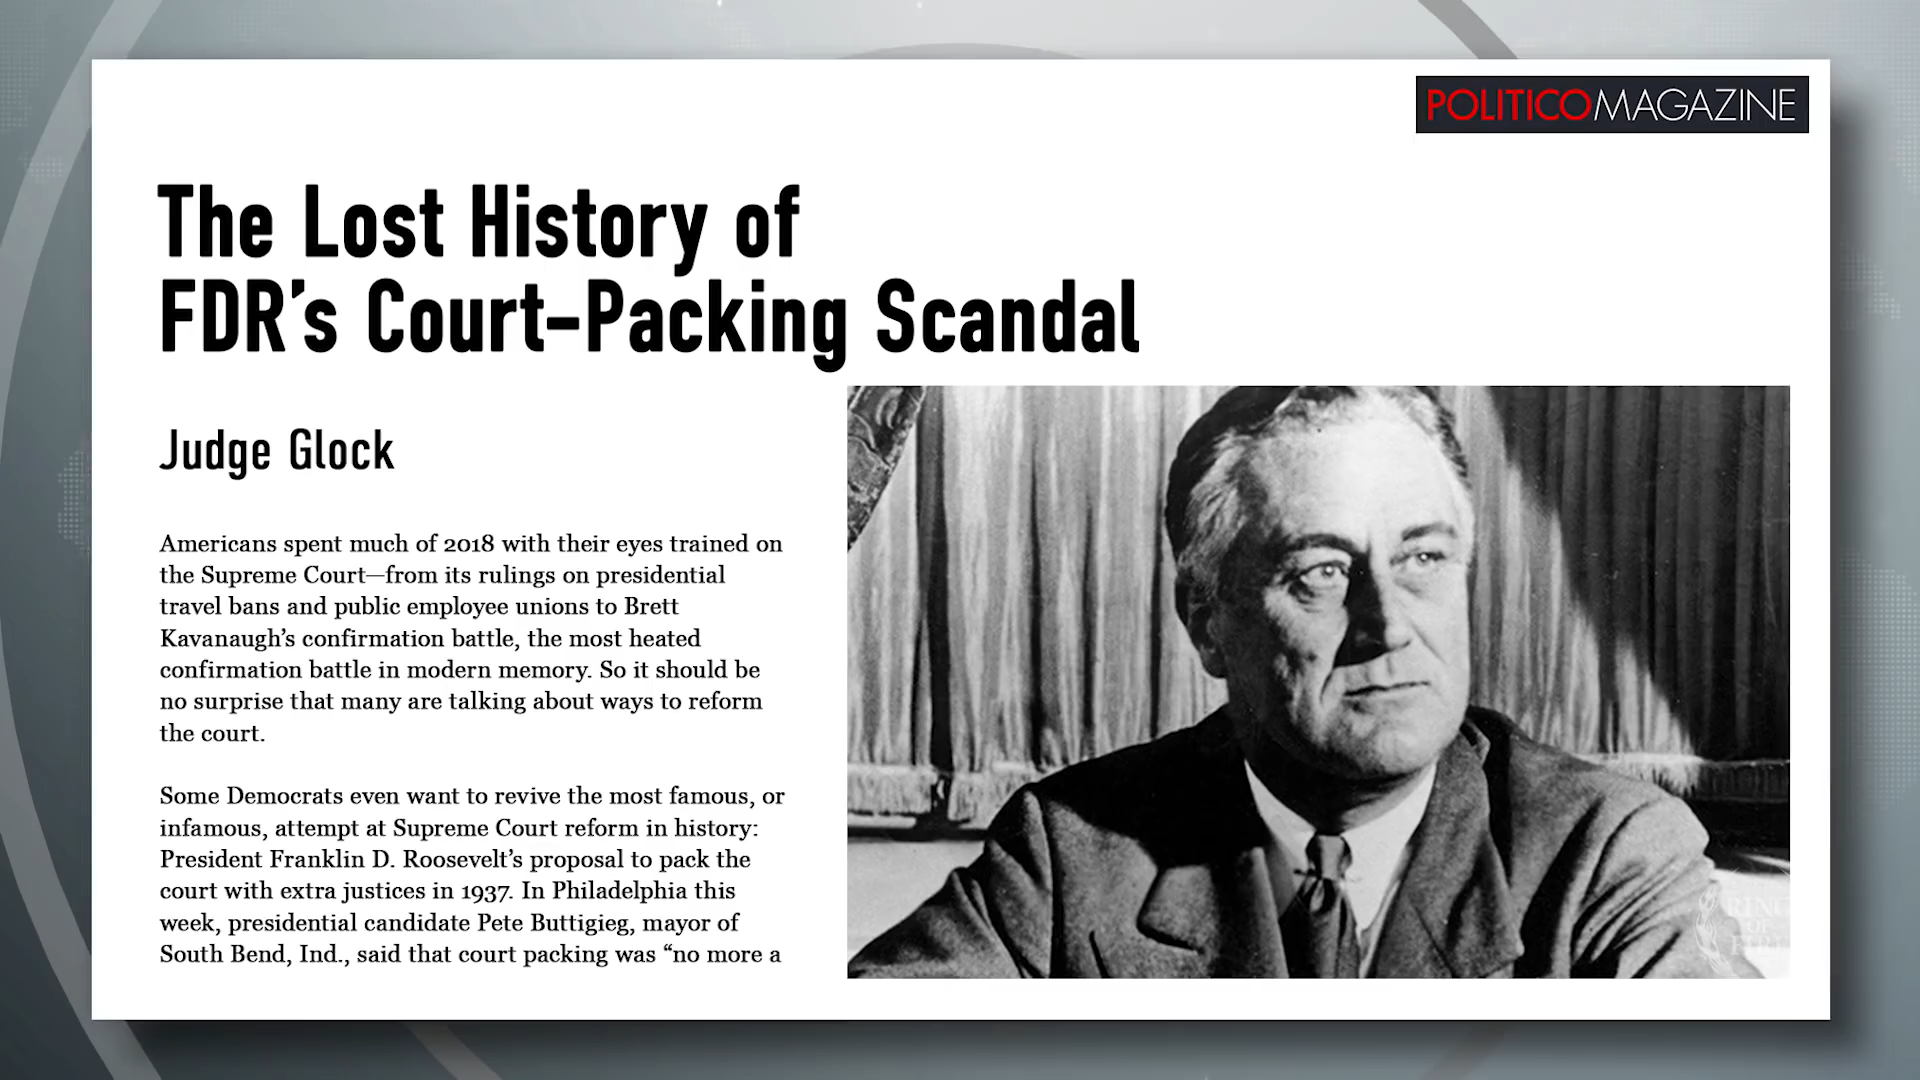 POLITICOMAGAZINE
The Lost History of
FDR's Court-Packing Scandal
Judge Glock
Americans spent much of 2018 with their eyes trained on
the Supreme Court—from its rulings on presidential
travel bans and public employee unions to Brett
Kavanaugh's confirmation battle, the most heated
confirmation battle in modern memory. So it should be
no surprise that many are talking about ways to reform
the court.
Some Democrats even want to revive the most famous, or
infamous, attempt at Supreme Court reform in history:
President Franklin D. Roosevelt's proposal to pack the
court with extra justices in 1937. In Philadelphia this
week, presidential candidate Pete Buttigieg, mayor of
South Bend, Ind., said that court packing was “no more a
RING
OF
FIRE